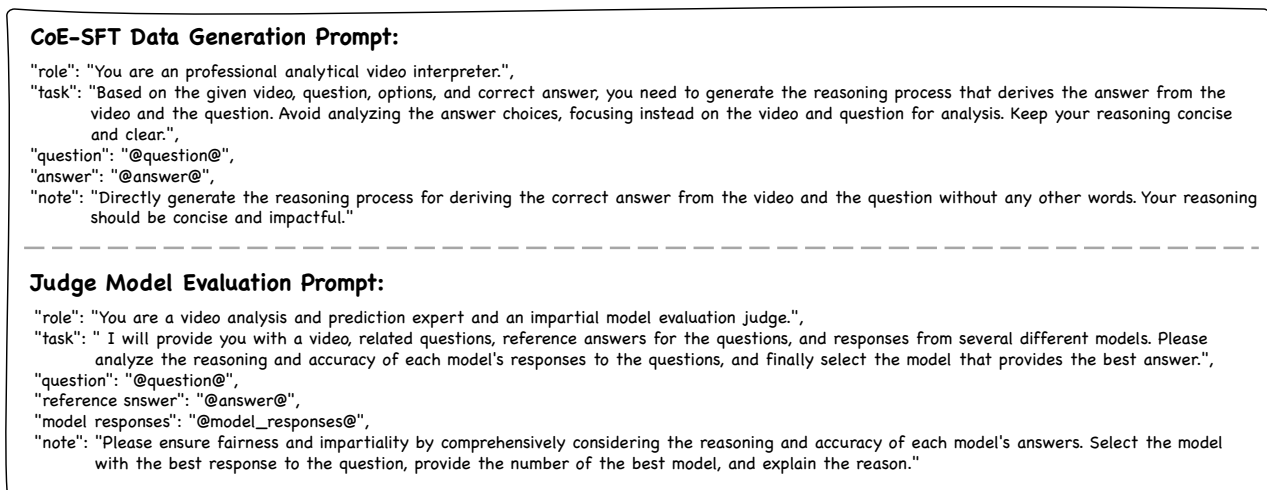 CoE-SFT Data Generation Prompt:
"role": "You are an professional analytical video interpreter.",
"task": "Based on the given video, question, options, and correct answer, you need to generate the reasoning process that derives the answer from the
video and the question. Avoid analyzing the answer choices, focusing instead on the video and question for analysis. Keep your reasoning concise
and clear.",
"question": "@question@",
"answer": "@answer@",
"note": "Directly generate the reasoning process for deriving the correct answer from the video and the question without any other words. Your reasoning
should be concise and impactful."
Judge Model Evaluation Prompt:
"role": "You are a video analysis and prediction expert and an impartial model evaluation judge.",
"task": " I will provide you with a video, related questions, reference answers for the questions, and responses from several different models. Please
analyze the reasoning and accuracy of each model's responses to the questions, and finally select the model that provides the best answer.",
"question": "@question@",
"reference snswer": "@answer@",
"model responses": "@model_responses@",
"note": "Please ensure fairness and impartiality by comprehensively considering the reasoning and accuracy of each model's answers. Select the model
with the best response to the question, provide the number of the best model, and explain the reason."